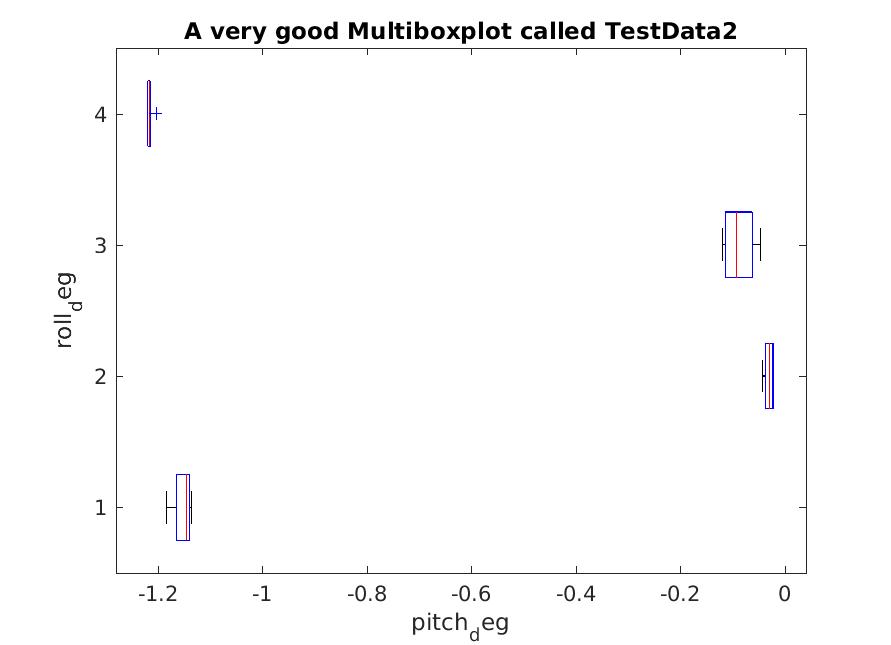 A very good Multiboxplot called TestData2
4
3
2
1
roll_deg
-1.2 -1 -0.8 -0.6 -0.4 -0.2 0
pitch_deg